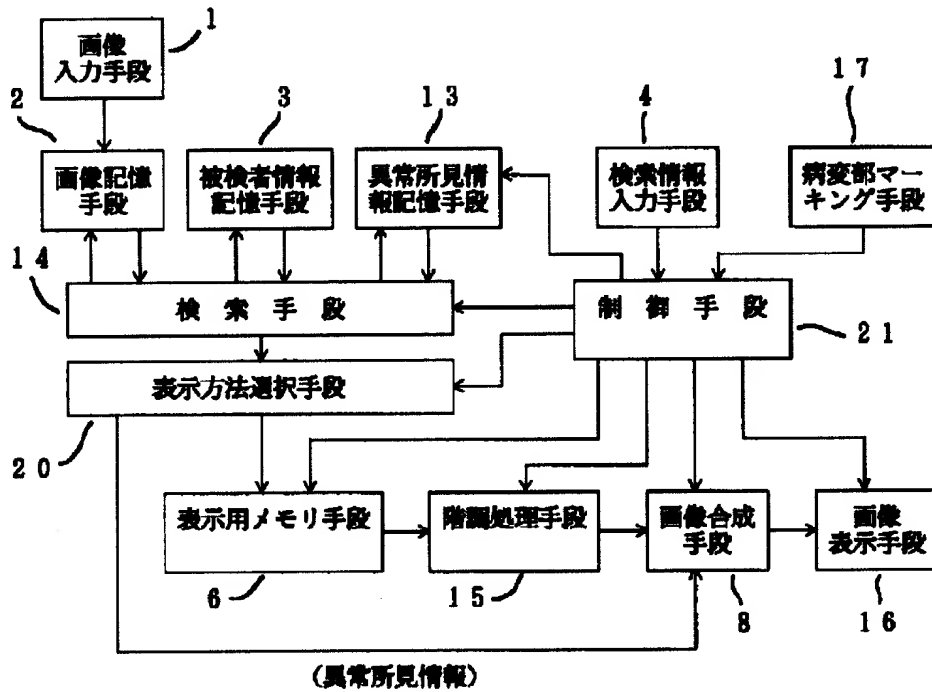 1
画像
入力手段
2
3
13
4
17
画像記憶
手段
被検者情報
記憶手段
異常所見情
報記憶手段
検索情報
入力手段
病変部マー
キング手段
14
検索手段
制御手段
21
表示方法選択手段
20
表示用メモリ手段
階調処理手段
画像合成
手段
画像
表示手段
6
15
8
16
(異常所見情報)